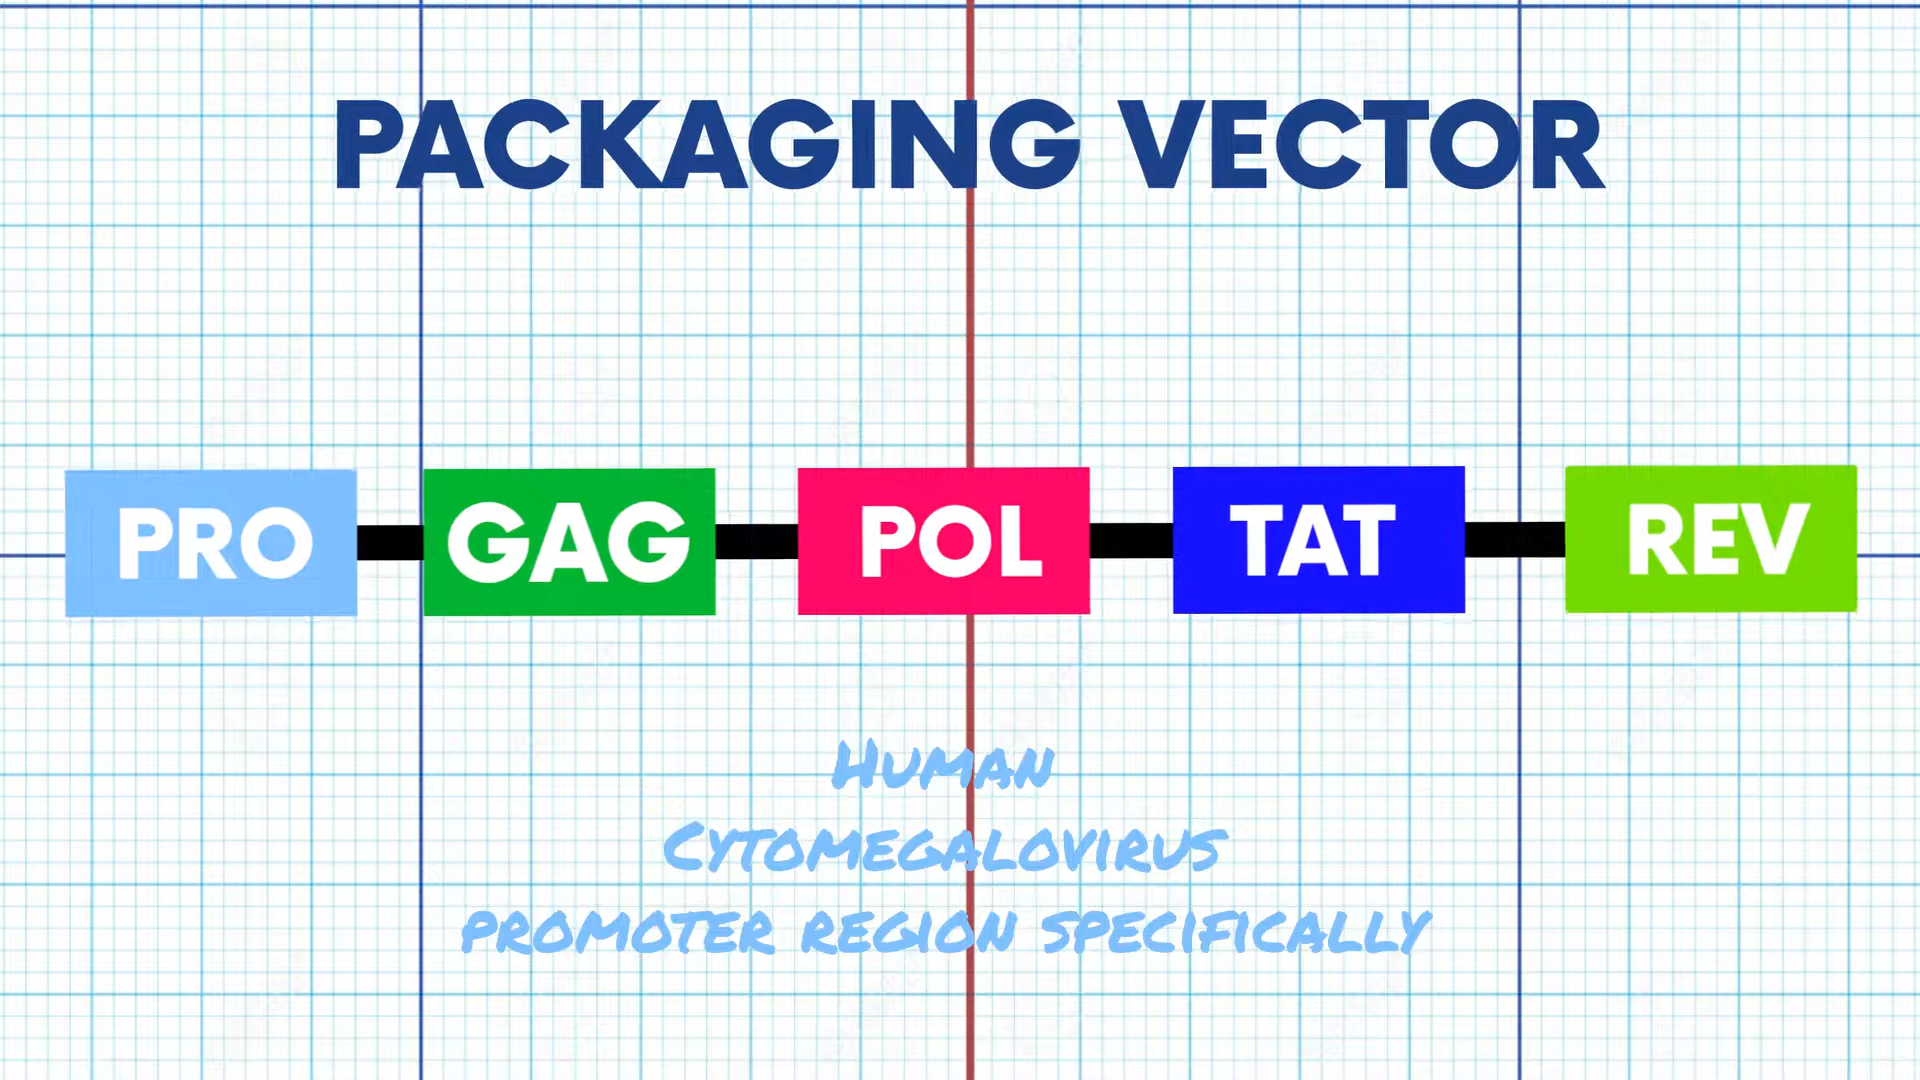 PACKAGING VECTOR
PRO GAG POL TAT REV
HUMAN
CYTOMEGALOVIRUS
PROMOTER REGION SPECIFICALLY